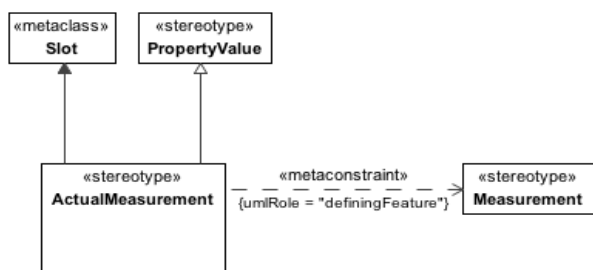 «metaclass»
Slot
«stereotype»
PropertyValue
«stereotype»
ActualMeasurement
«metaconstraint»
{umlRole = "definingFeature"}
«stereotype»
Measurement